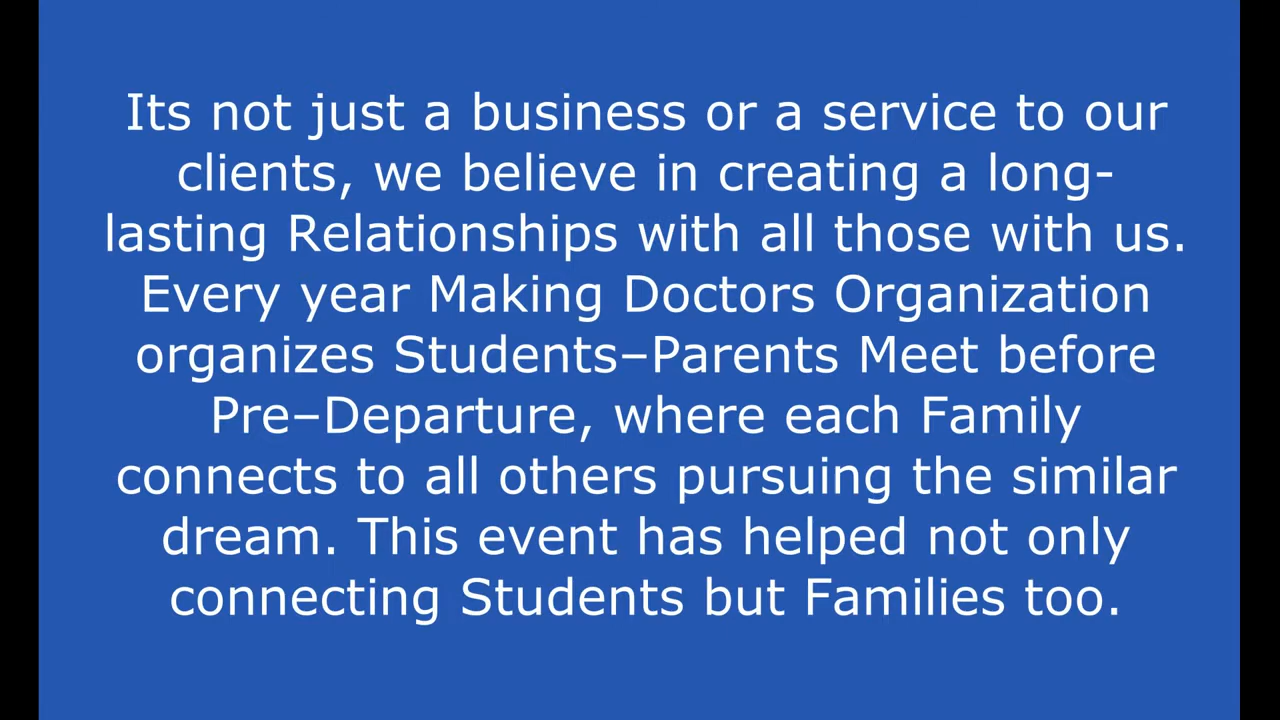 Its not just a business or a service to our
clients, we believe in creating a long-
lasting Relationships with all those with us.
Every year Making Doctors Organization
organizes Students–Parents Meet before
Pre–Departure, where each Family
connects to all others pursuing the similar
dream. This event has helped not only
connecting Students but Families too.